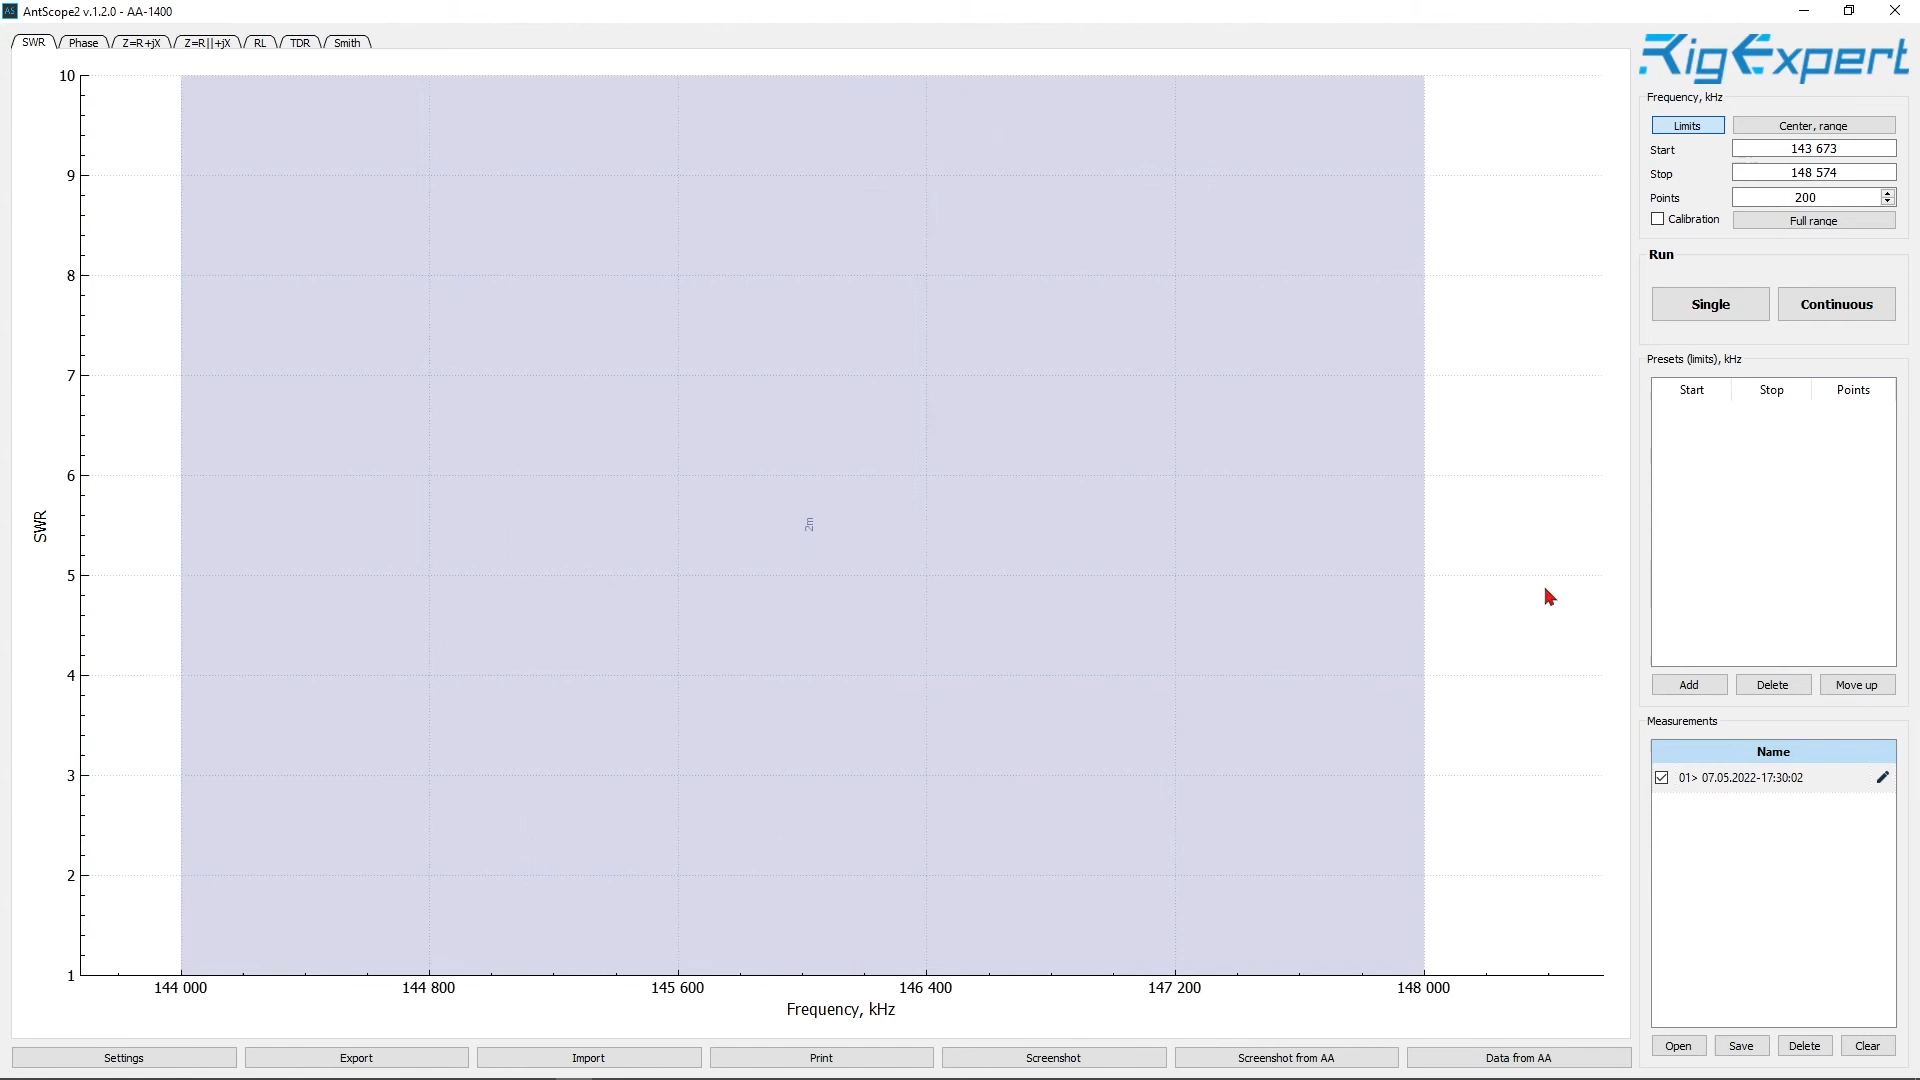 AS AntScope2 v.1.2.0 - AA-1400
SWR Phase Z=R+jX Z=R||+jX RL TDR Smith
RigExpert
Frequency, kHz
Limits Center, range
Start 143 673
Stop 148 574
Points 200
Calibration Full range
Run
Single Continuous
Presets (limits), kHz
Start Stop Points
Add Delete Move up
Measurements
Name
01> 07.05.2022-17:30:02
Open Save Delete Clear
10
9
8
7
6
5
4
3
2
1
SWR
2m
144 000 144 800 145 600 146 400 147 200 148 000
Frequency, kHz
Settings Export Import Print Screenshot Screenshot from AA Data from AA